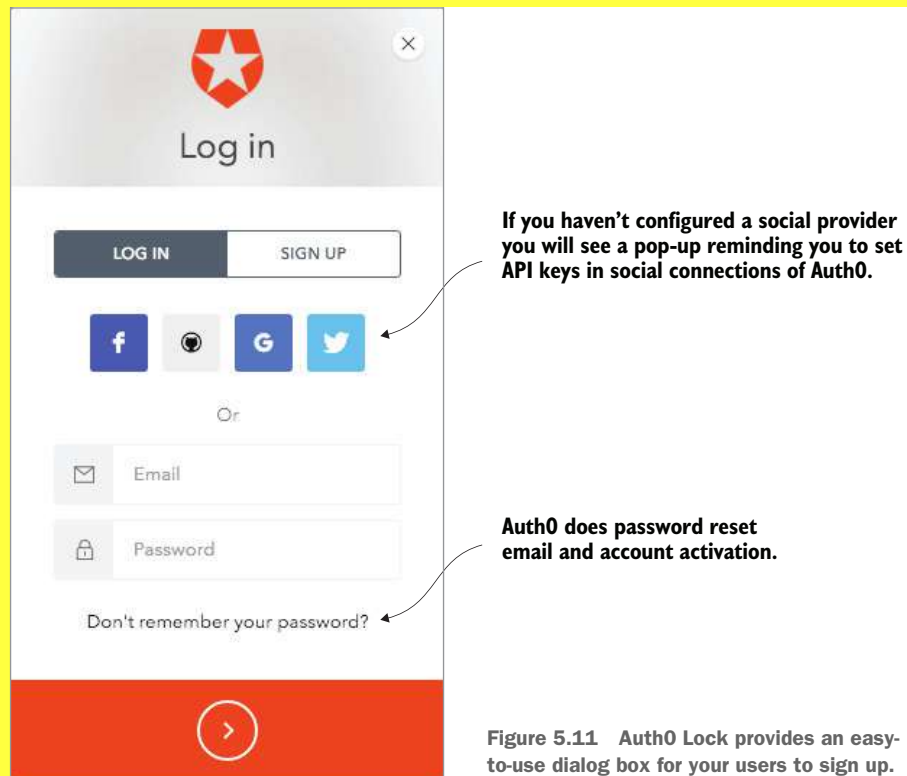 Log in
LOG IN SIGN UP
f G
Or
Email
Password
Don't remember your password?
If you haven't configured a social provider
you will see a pop-up reminding you to set
API keys in social connections of Auth0.
Auth0 does password reset
email and account activation.
Figure 5.11 Auth0 Lock provides an easy-
to-use dialog box for your users to sign up.